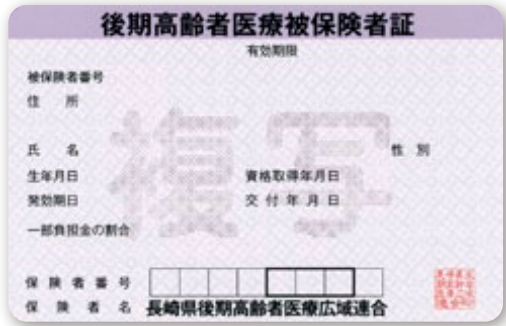 後期高齢者医療被保険者証
有効期限
被保険者番号
住 所
氏 名 性 別
生年月日 資格取得年月日
発効期日 交付年月日
一部負担金の割合
複写
保険者番号
保険者名 長崎県後期高齢者医療広域連合